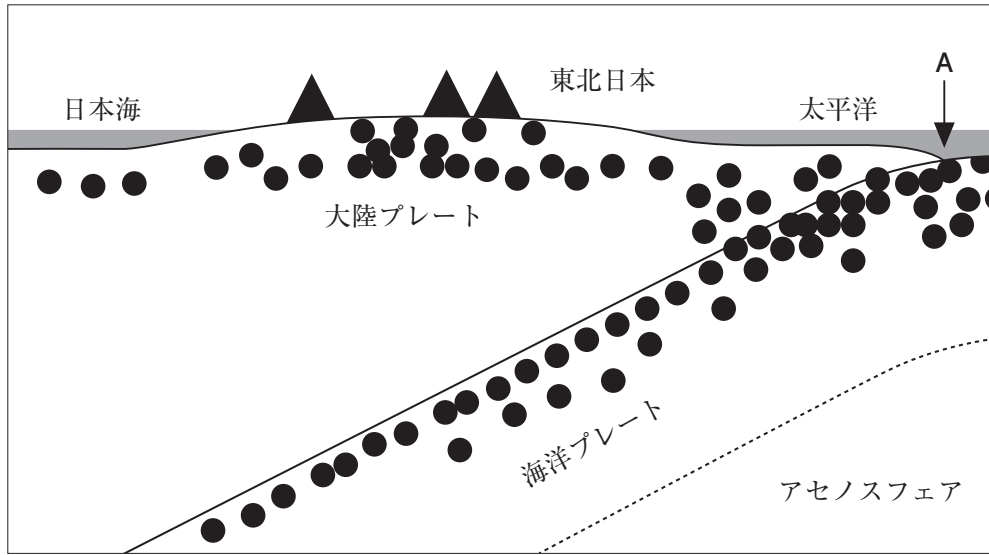 東北日本
A
日本海
太平洋
大陸プレート
海洋プレート
アセノスフェア